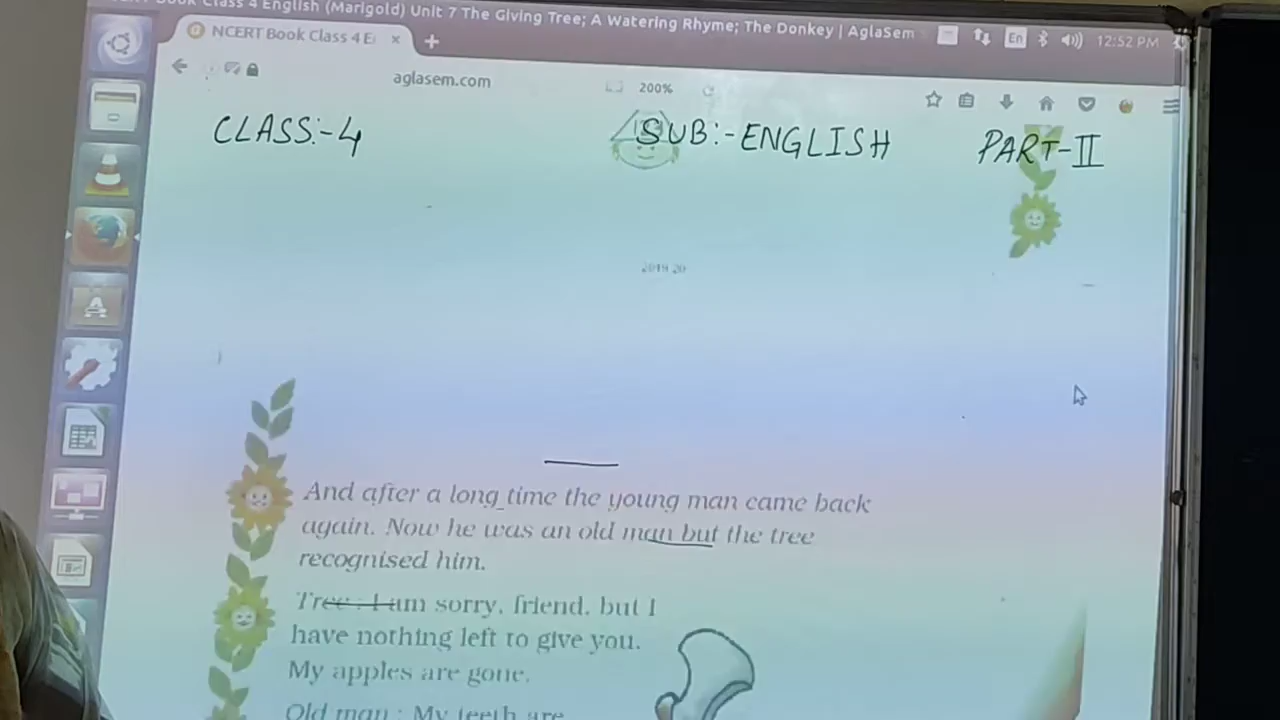 Book Class 4 English (Marigold) Unit 7 The Giving Tree; A Watering Rhyme; The Donkey | AglaSem
En 12:52 PM
NCERT Book Class 4 E
aglasem.com
200%
CLASS:-4 SUB:-ENGLISH PART-II
2019-20
And after a long time the young man came back
again. Now he was an old man but the tree
recognised him.
Tree : I am sorry, friend, but I
have nothing left to give you.
My apples are gone.
Old man : My teeth are